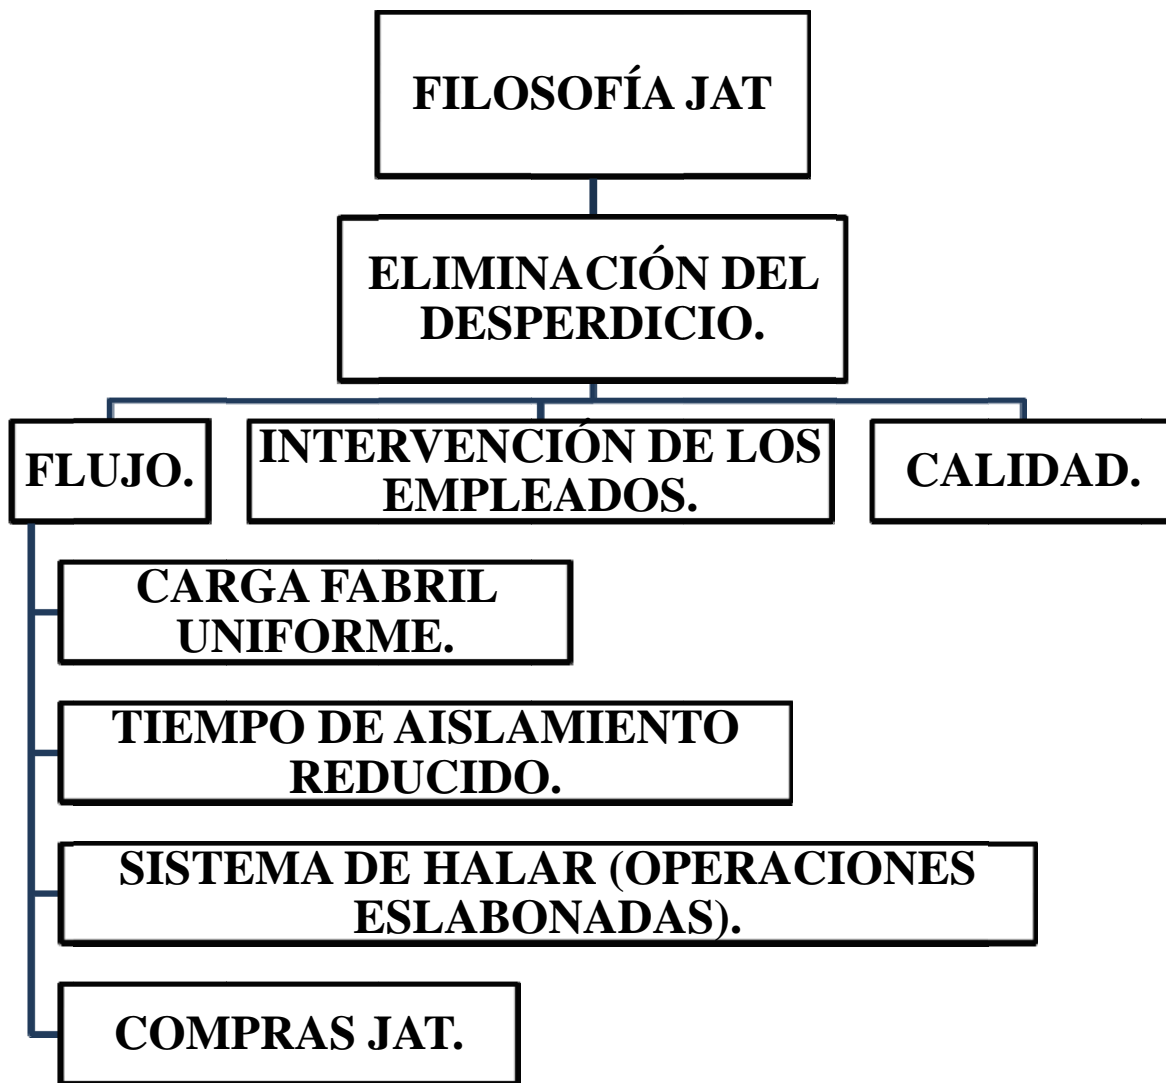 FILOSOFÍA JAT
ELIMINACIÓN DEL
DESPERDICIO.
FLUJO.
INTERVENCIÓN DE LOS
EMPLEADOS.
CALIDAD.
CARGA FABRIL
UNIFORME.
TIEMPO DE AISLAMIENTO
REDUCIDO.
SISTEMA DE HALAR (OPERACIONES
ESLABONADAS).
COMPRAS JAT.